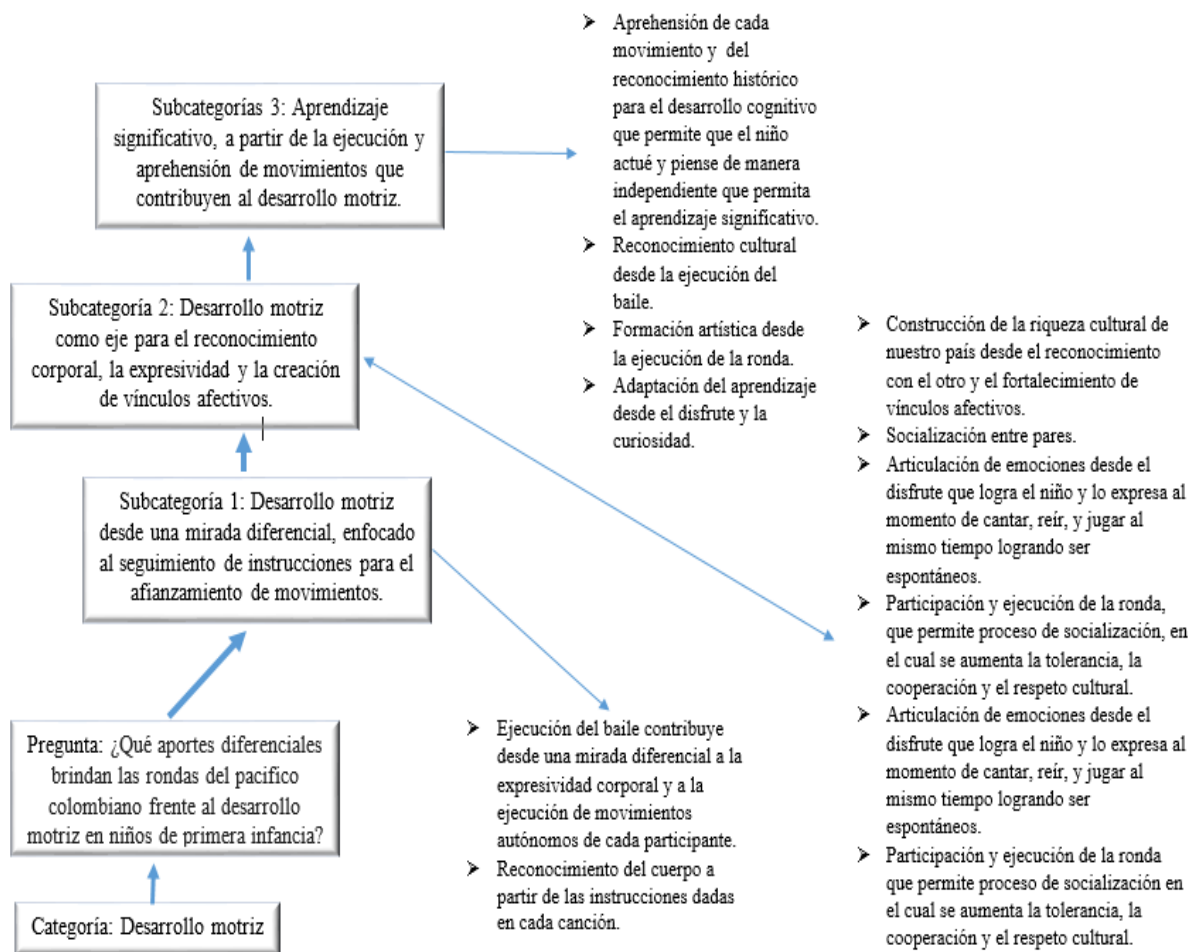 Aprehensión de cada
movimiento y del
reconocimiento histórico
para el desarrollo cognitivo
que permite que el niño
actué y piense de manera
independiente que permita
el aprendizaje significativo.
Reconocimiento cultural
desde la ejecución del
baile.
Formación artística desde
la ejecución de la ronda.
Adaptación del aprendizaje
desde el disfrute y la
curiosidad.
Subcategorías 3: Aprendizaje
significativo, a partir de la ejecución y
aprehensión de movimientos que
contribuyen al desarrollo motriz.
Subcategoría 2: Desarrollo motriz
como eje para el reconocimiento
corporal, la expresividad y la creación
de vínculos afectivos.
Construcción de la riqueza cultural de
nuestro país desde el reconocimiento
con el otro y el fortalecimiento de
vínculos afectivos.
Socialización entre pares.
Articulación de emociones desde el
disfrute que logra el niño y lo expresa al
momento de cantar, reír, y jugar al
mismo tiempo logrando ser
espontáneos.
Participación y ejecución de la ronda,
que permite proceso de socialización, en
el cual se aumenta la tolerancia, la
cooperación y el respeto cultural.
Articulación de emociones desde el
disfrute que logra el niño y lo expresa al
momento de cantar, reír, y jugar al
mismo tiempo logrando ser
espontáneos.
Participación y ejecución de la ronda
que permite proceso de socialización en
el cual se aumenta la tolerancia, la
cooperación y el respeto cultural.
Subcategoría 1: Desarrollo motriz
desde una mirada diferencial, enfocado
al seguimiento de instrucciones para el
afianzamiento de movimientos.
Ejecución del baile contribuye
desde una mirada diferencial a la
expresividad corporal y a la
ejecución de movimientos
autónomos de cada participante.
Reconocimiento del cuerpo a
partir de las instrucciones dadas
en cada canción.
Pregunta: ¿Qué aportes diferenciales
brindan las rondas del pacifico
colombiano frente al desarrollo
motriz en niños de primera infancia?
Categoría: Desarrollo motriz